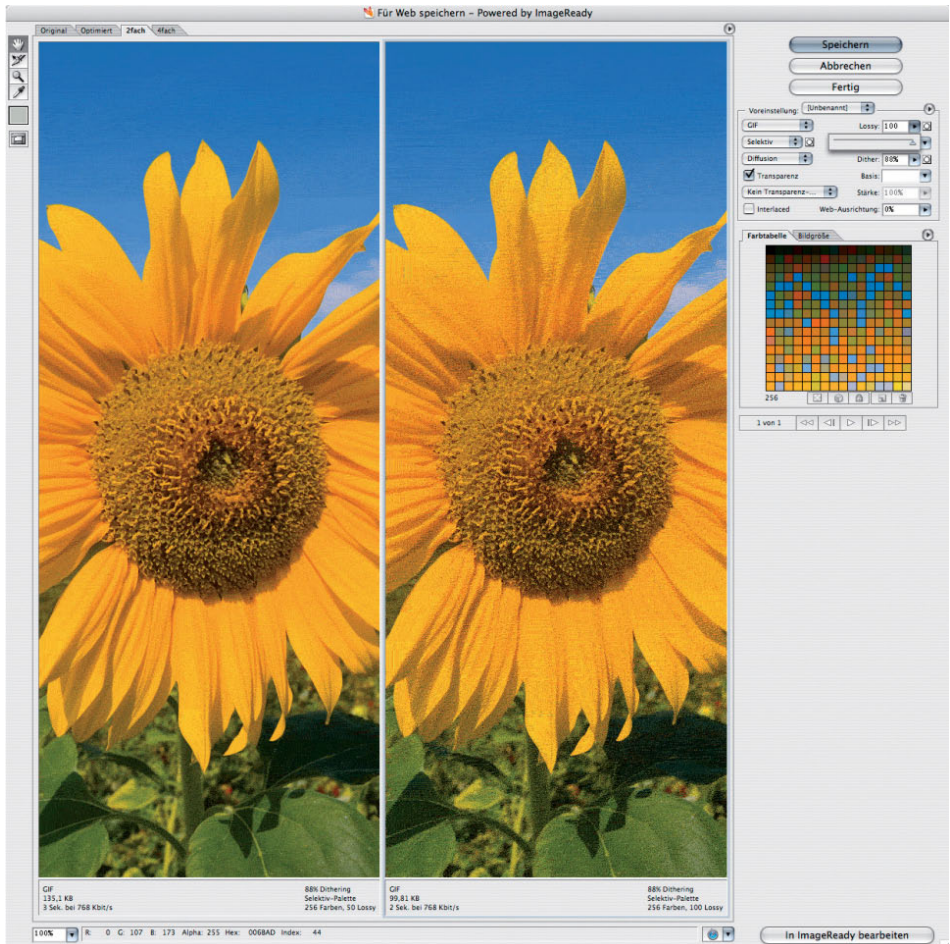 Für Web speichern – Powered by ImageReady
Original Optimiert 2fach 4fach
Speichern
Abbrechen
Fertig
Voreinstellung: [Unbenannt]
GIF Lossy: 100
Selektiv
Diffusion Dither: 88%
Transparenz Basis:
Kein Transparenz-... Stärke: 100%
Interlaced Web-Ausrichtung: 0%
Farbtabelle Bildgröße
256
1 von 1
GIF 88% Dithering
135,1 KB Selektiv-Palette
3 Sek. bei 768 Kbit/s 256 Farben, 50 Lossy
GIF 88% Dithering
99,81 KB Selektiv-Palette
2 Sek. bei 768 Kbit/s 256 Farben, 100 Lossy
100% R: 0 G: 107 B: 173 Alpha: 255 Hex: 006BAD Index: 44
In ImageReady bearbeiten